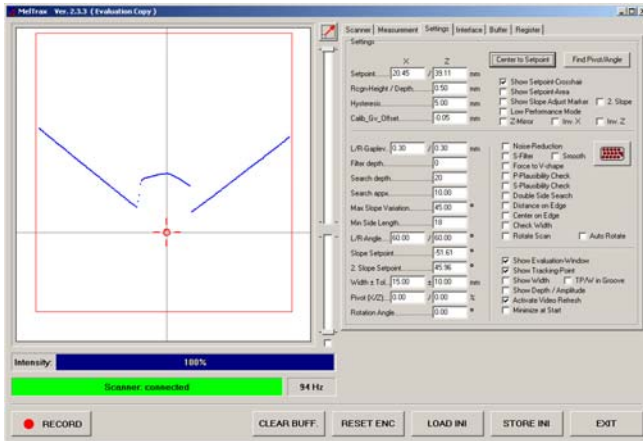 MelTrax Ver. 2.3.3 ( Evaluation Copy )
Scanner Measurement Settings Interface Buffer Register
Settings
X Z
Setpoint 20.45 / 39.11 mm
Rcgn-Height / Depth 0.50 mm
Hysteresis 5.00 mm
Calib_Gv_Offset -0.05 mm
Center to Setpoint Find Pivot/Angle
Show Setpoint-Crosshair
Show Setpoint-Area
Show Slope Adjust Marker 2. Slope
Low Performance Mode
Z-Mirror Inv. X Inv. Z
L/R-Gaplev. 0.30 / 0.30 mm
Filter depth 0
Search depth 20
Search appx. 10.00
Max Slope Variation 45.00 °
Min Side Length 18
L/R-Angle 60.00 / 60.00 °
Slope Setpoint -51.61 °
2. Slope Setpoint 45.96 °
Width ± Tol. 15.00 ± 10.00 mm
Pivot (X/Z) 0.00 / 0.00 %
Rotation Angle 0.00 °
Noise-Reduction
S-Filter Smooth
Force to V-shape
P-Plausibility Check
S-Plausibility Check
Double Side Search
Distance on Edge
Center on Edge
Check Width
Rotate Scan Auto Rotate
Show Evaluation-Window
Show Tracking-Point
Show Width TP/W in Groove
Show Depth / Amplitude
Activate Video Refresh
Minimize at Start
Intensity: 100%
Scanner: connected 94 Hz
RECORD CLEAR BUFF. RESET ENC LOAD INI STORE INI EXIT